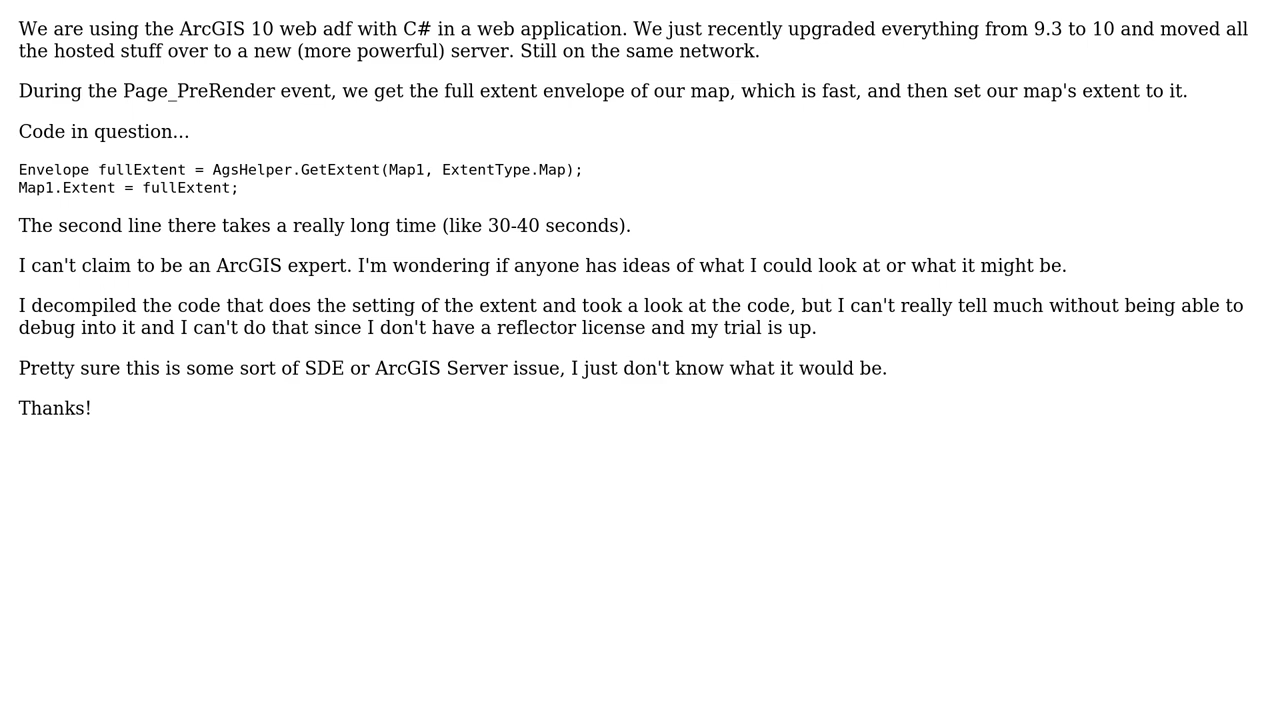 We are using the ArcGIS 10 web adf with C# in a web application. We just recently upgraded everything from 9.3 to 10 and moved all
the hosted stuff over to a new (more powerful) server. Still on the same network.
During the Page_PreRender event, we get the full extent envelope of our map, which is fast, and then set our map's extent to it.
Code in question...
Envelope fullExtent = AgsHelper.GetExtent(Map1, ExtentType.Map);
Map1.Extent = fullExtent;
The second line there takes a really long time (like 30-40 seconds).
I can't claim to be an ArcGIS expert. I'm wondering if anyone has ideas of what I could look at or what it might be.
I decompiled the code that does the setting of the extent and took a look at the code, but I can't really tell much without being able to
debug into it and I can't do that since I don't have a reflector license and my trial is up.
Pretty sure this is some sort of SDE or ArcGIS Server issue, I just don't know what it would be.
Thanks!